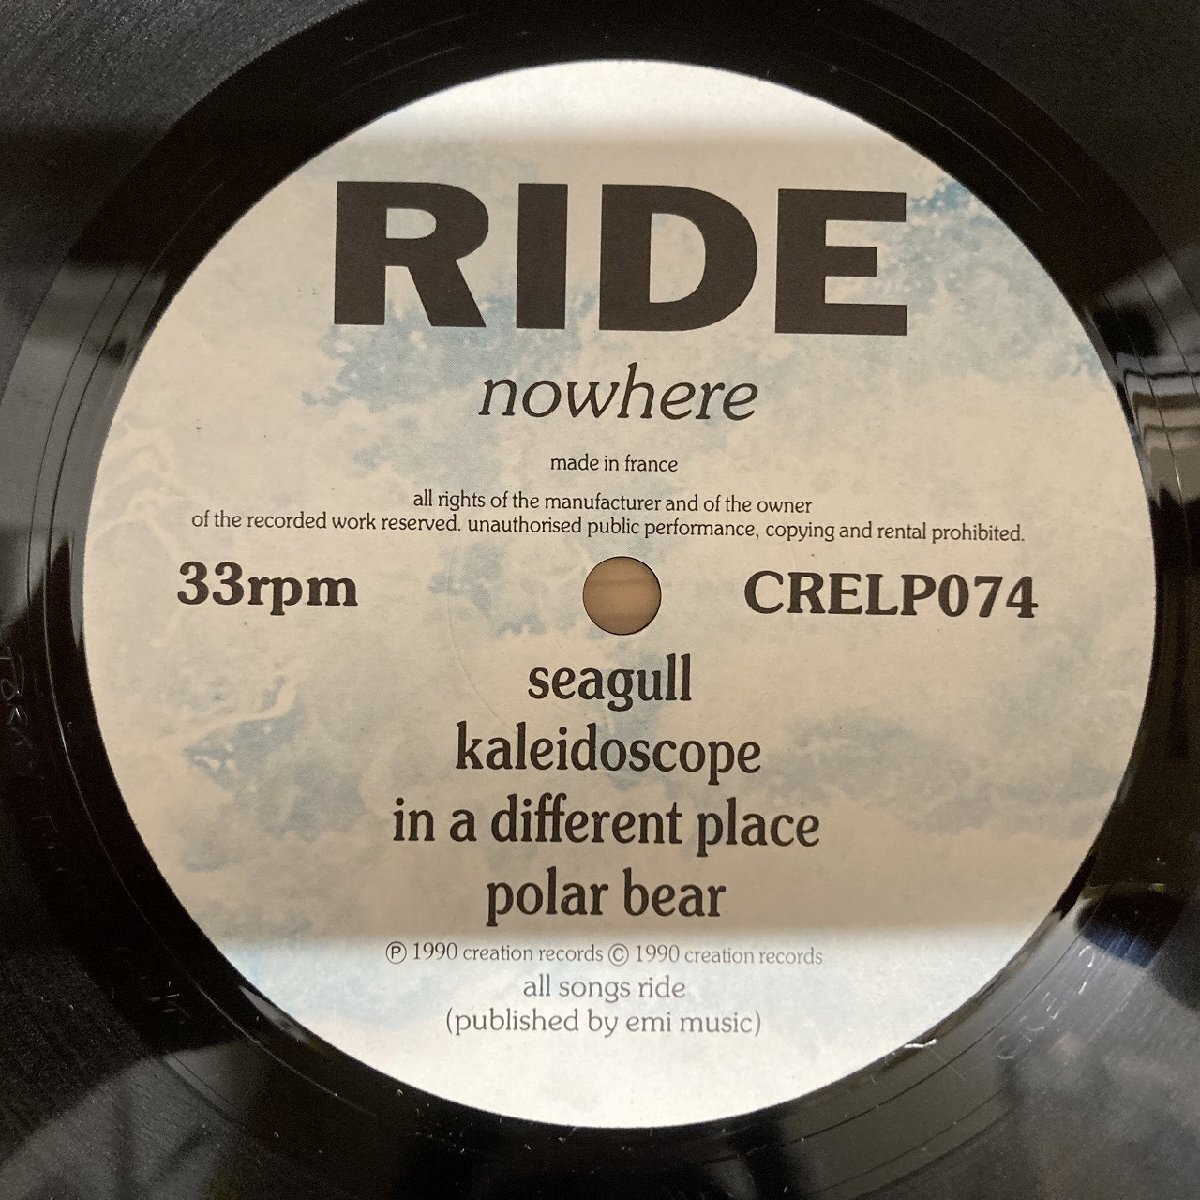 RIDE
nowhere
made in france
all rights of the manufacturer and of the owner
of the recorded work reserved. unauthorised public performance, copying and rental prohibited.
33rpm
CRELP074
seagull
kaleidoscope
in a different place
polar bear
℗ 1990 creation records © 1990 creation records
all songs ride
(published by emi music)